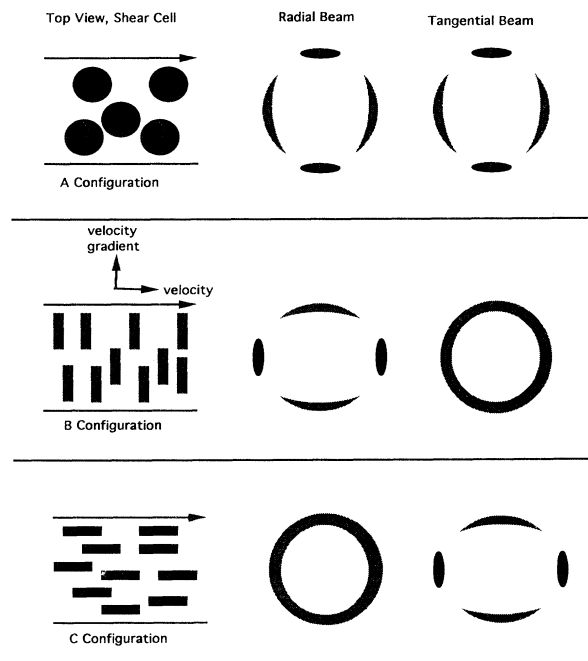 Top View, Shear Cell
Radial Beam
Tangential Beam
A Configuration
velocity
gradient
velocity
B Configuration
C Configuration